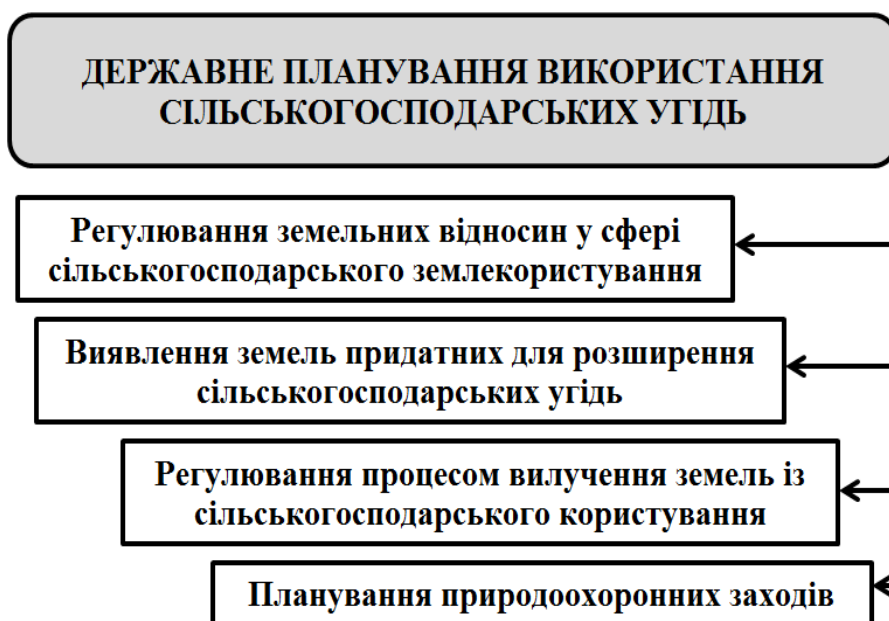 ДЕРЖАВНЕ ПЛАНУВАННЯ ВИКОРИСТАННЯ
СІЛЬСЬКОГОСПОДАРСЬКИХ УГІДЬ
Регулювання земельних відносин у сфері
сільськогосподарського землекористування
Виявлення земель придатних для розширення
сільськогосподарських угідь
Регулювання процесом вилучення земель із
сільськогосподарського користування
Планування природоохоронних заходів